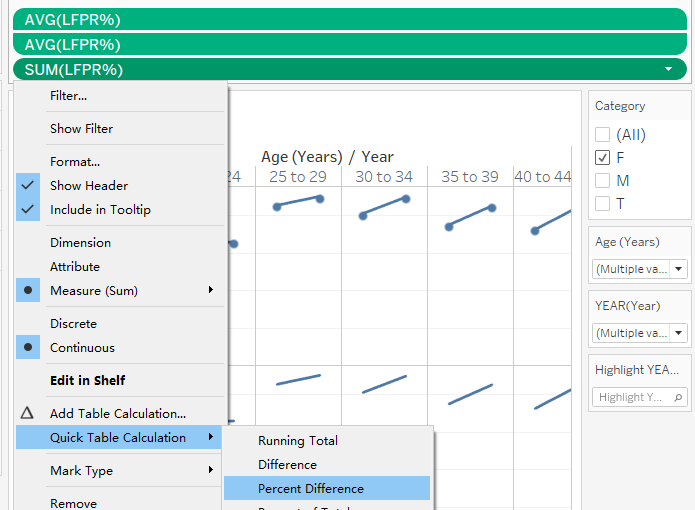 AVG(LFPR%)
AVG(LFPR%)
SUM(LFPR%)
Filter...
Show Filter
Format...
Show Header
Include in Tooltip
Dimension
Attribute
Measure (Sum)
Discrete
Continuous
Edit in Shelf
Add Table Calculation...
Quick Table Calculation
Mark Type
Remove
Running Total
Difference
Percent Difference
Percent of Total
Age (Years) / Year
24 25 to 29 30 to 34 35 to 39 40 to 44
Category
(All)
F
M
T
Age (Years)
(Multiple va...
YEAR(Year)
(Multiple va...
Highlight YEA...
Highlight Y...